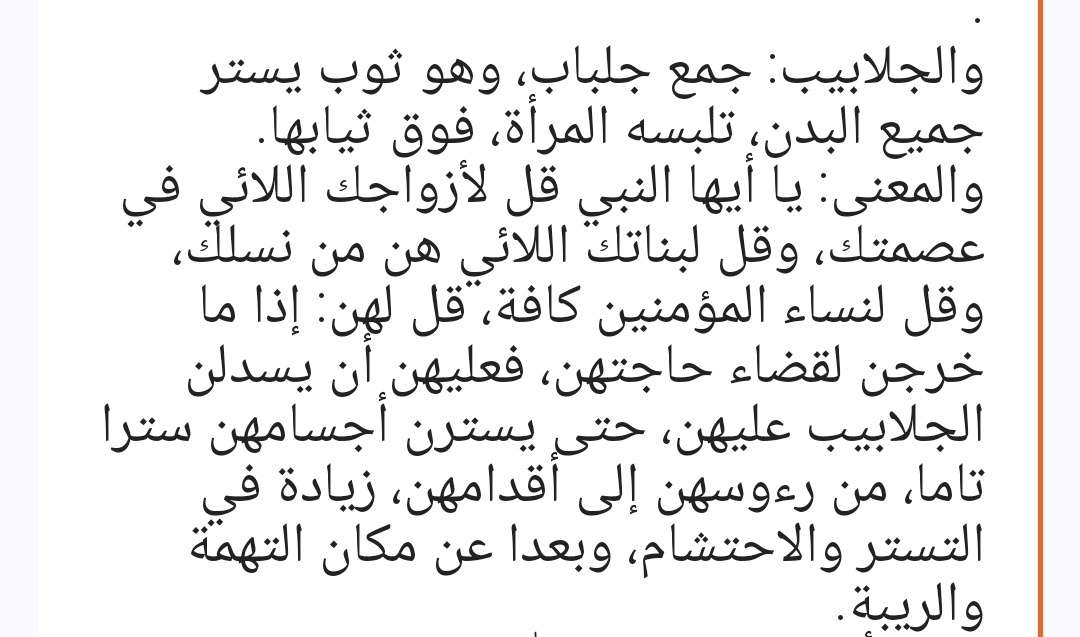 .
والجلابيب: جمع جلباب، وهو ثوب يستر
جميع البدن، تلبسه المرأة، فوق ثيابها.
والمعنى: يا أيها النبي قل لأزواجك اللائي في
عصمتك، وقل لبناتك اللائي هن من نسلك،
وقل لنساء المؤمنين كافة، قل لهن: إذا ما
خرجن لقضاء حاجتهن، فعليهن أن يسدلن
الجلابيب عليهن، حتى يسترن أجسامهن سترا
تاما، من رءوسهن إلى أقدامهن، زيادة في
التستر والاحتشام، وبعدا عن مكان التهمة
والريبة.